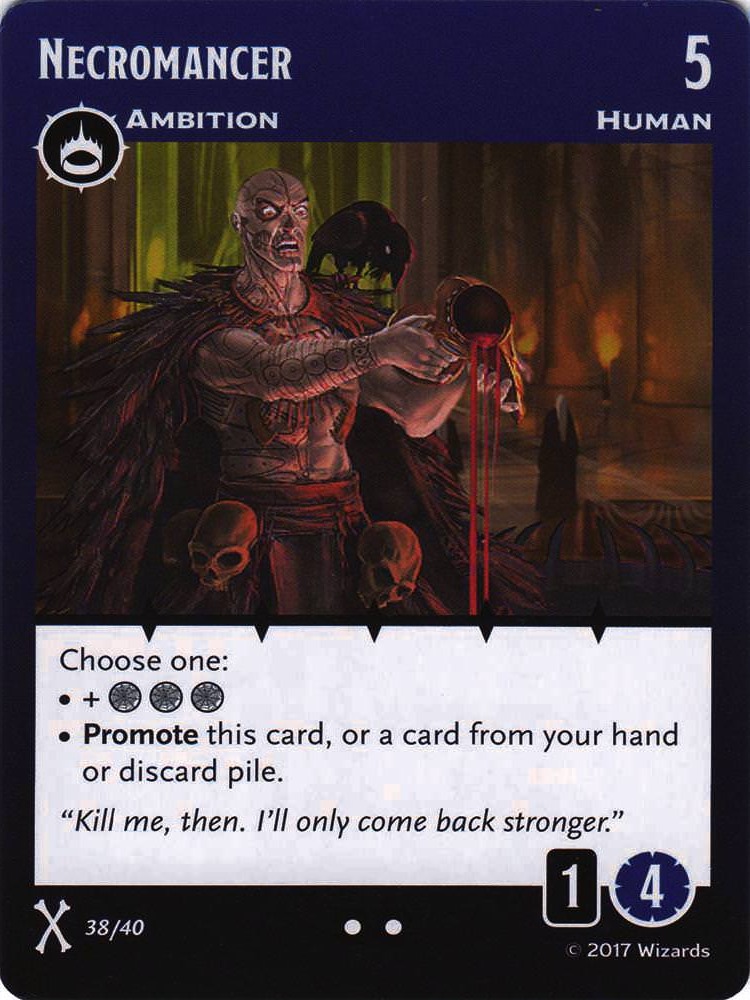 NECROMANCER 5
AMBITION HUMAN
Choose one:
• +
• Promote this card, or a card from your hand
or discard pile.
“Kill me, then. I’ll only come back stronger.”
1 4
38/40
© 2017 Wizards